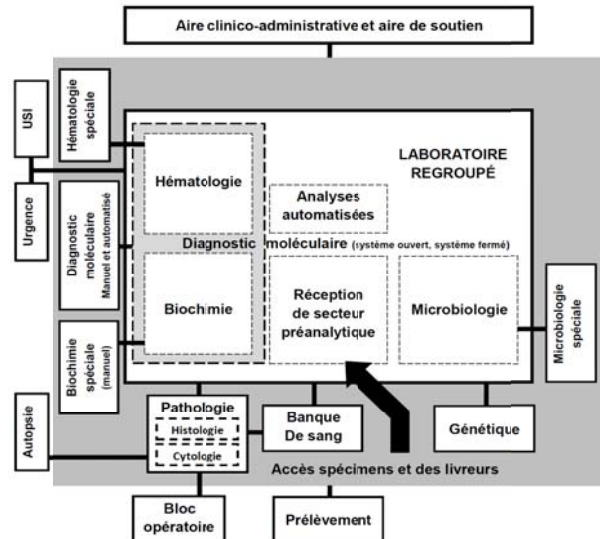 Aire clinico-administrative et aire de soutien
USI
Urgence
Hématologie
spéciale
Diagnostic
moléculaire
Manuel et automatisé
Biochimie
spéciale
(manuel)
Hématologie
LABORATOIRE
REGROUPÉ
Analyses
automatisées
Diagnostic moléculaire (système ouvert, système fermé)
Biochimie
Réception
de secteur
préanalytique
Microbiologie
Microbiologie
spéciale
Autopsie
Pathologie
Histologie
Cytologie
Banque
De sang
Génétique
Accès spécimens et des livreurs
Bloc
opératoire
Prélèvement